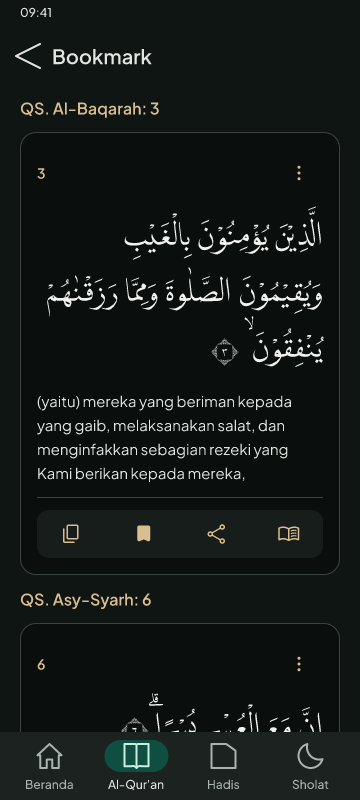 09:41
Bookmark
QS. Al-Baqarah: 3
3
الَّذِيْنَ يُؤْمِنُوْنَ بِالْغَيْبِ
وَيُقِيْمُوْنَ الصَّلٰوةَ وَمِمَّا رَزَقْنٰهُمْ
يُنْفِقُوْنَ ۙ ٣
(yaitu) mereka yang beriman kepada
yang gaib, melaksanakan salat, dan
menginfakkan sebagian rezeki yang
Kami berikan kepada mereka,
QS. Asy-Syarh: 6
6
اِنَّ مَعَ الْعُسْرِ يُسْرًاۗ ٦
Beranda
Al-Qur'an
Hadis
Sholat